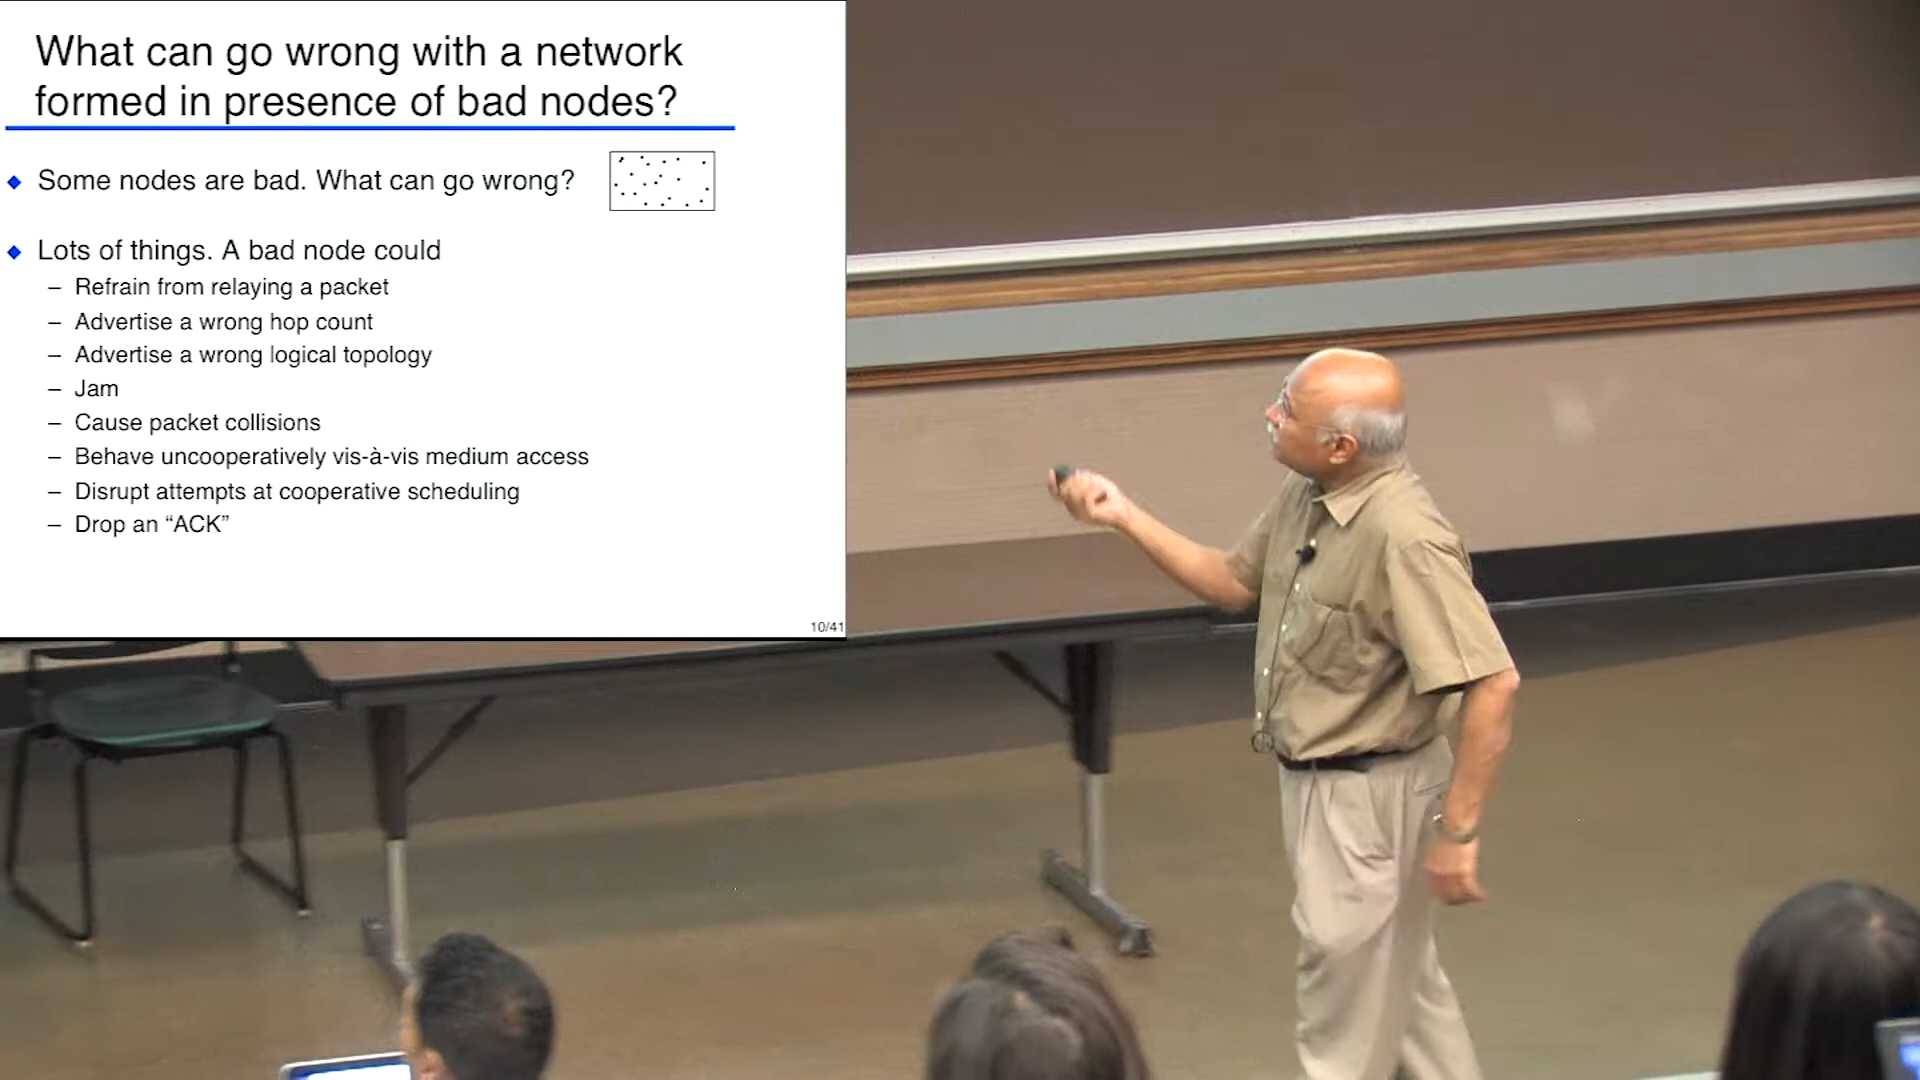 What can go wrong with a network
formed in presence of bad nodes?
◆ Some nodes are bad. What can go wrong?
◆ Lots of things. A bad node could
– Refrain from relaying a packet
– Advertise a wrong hop count
– Advertise a wrong logical topology
– Jam
– Cause packet collisions
– Behave uncooperatively vis-à-vis medium access
– Disrupt attempts at cooperative scheduling
– Drop an “ACK”
10/41